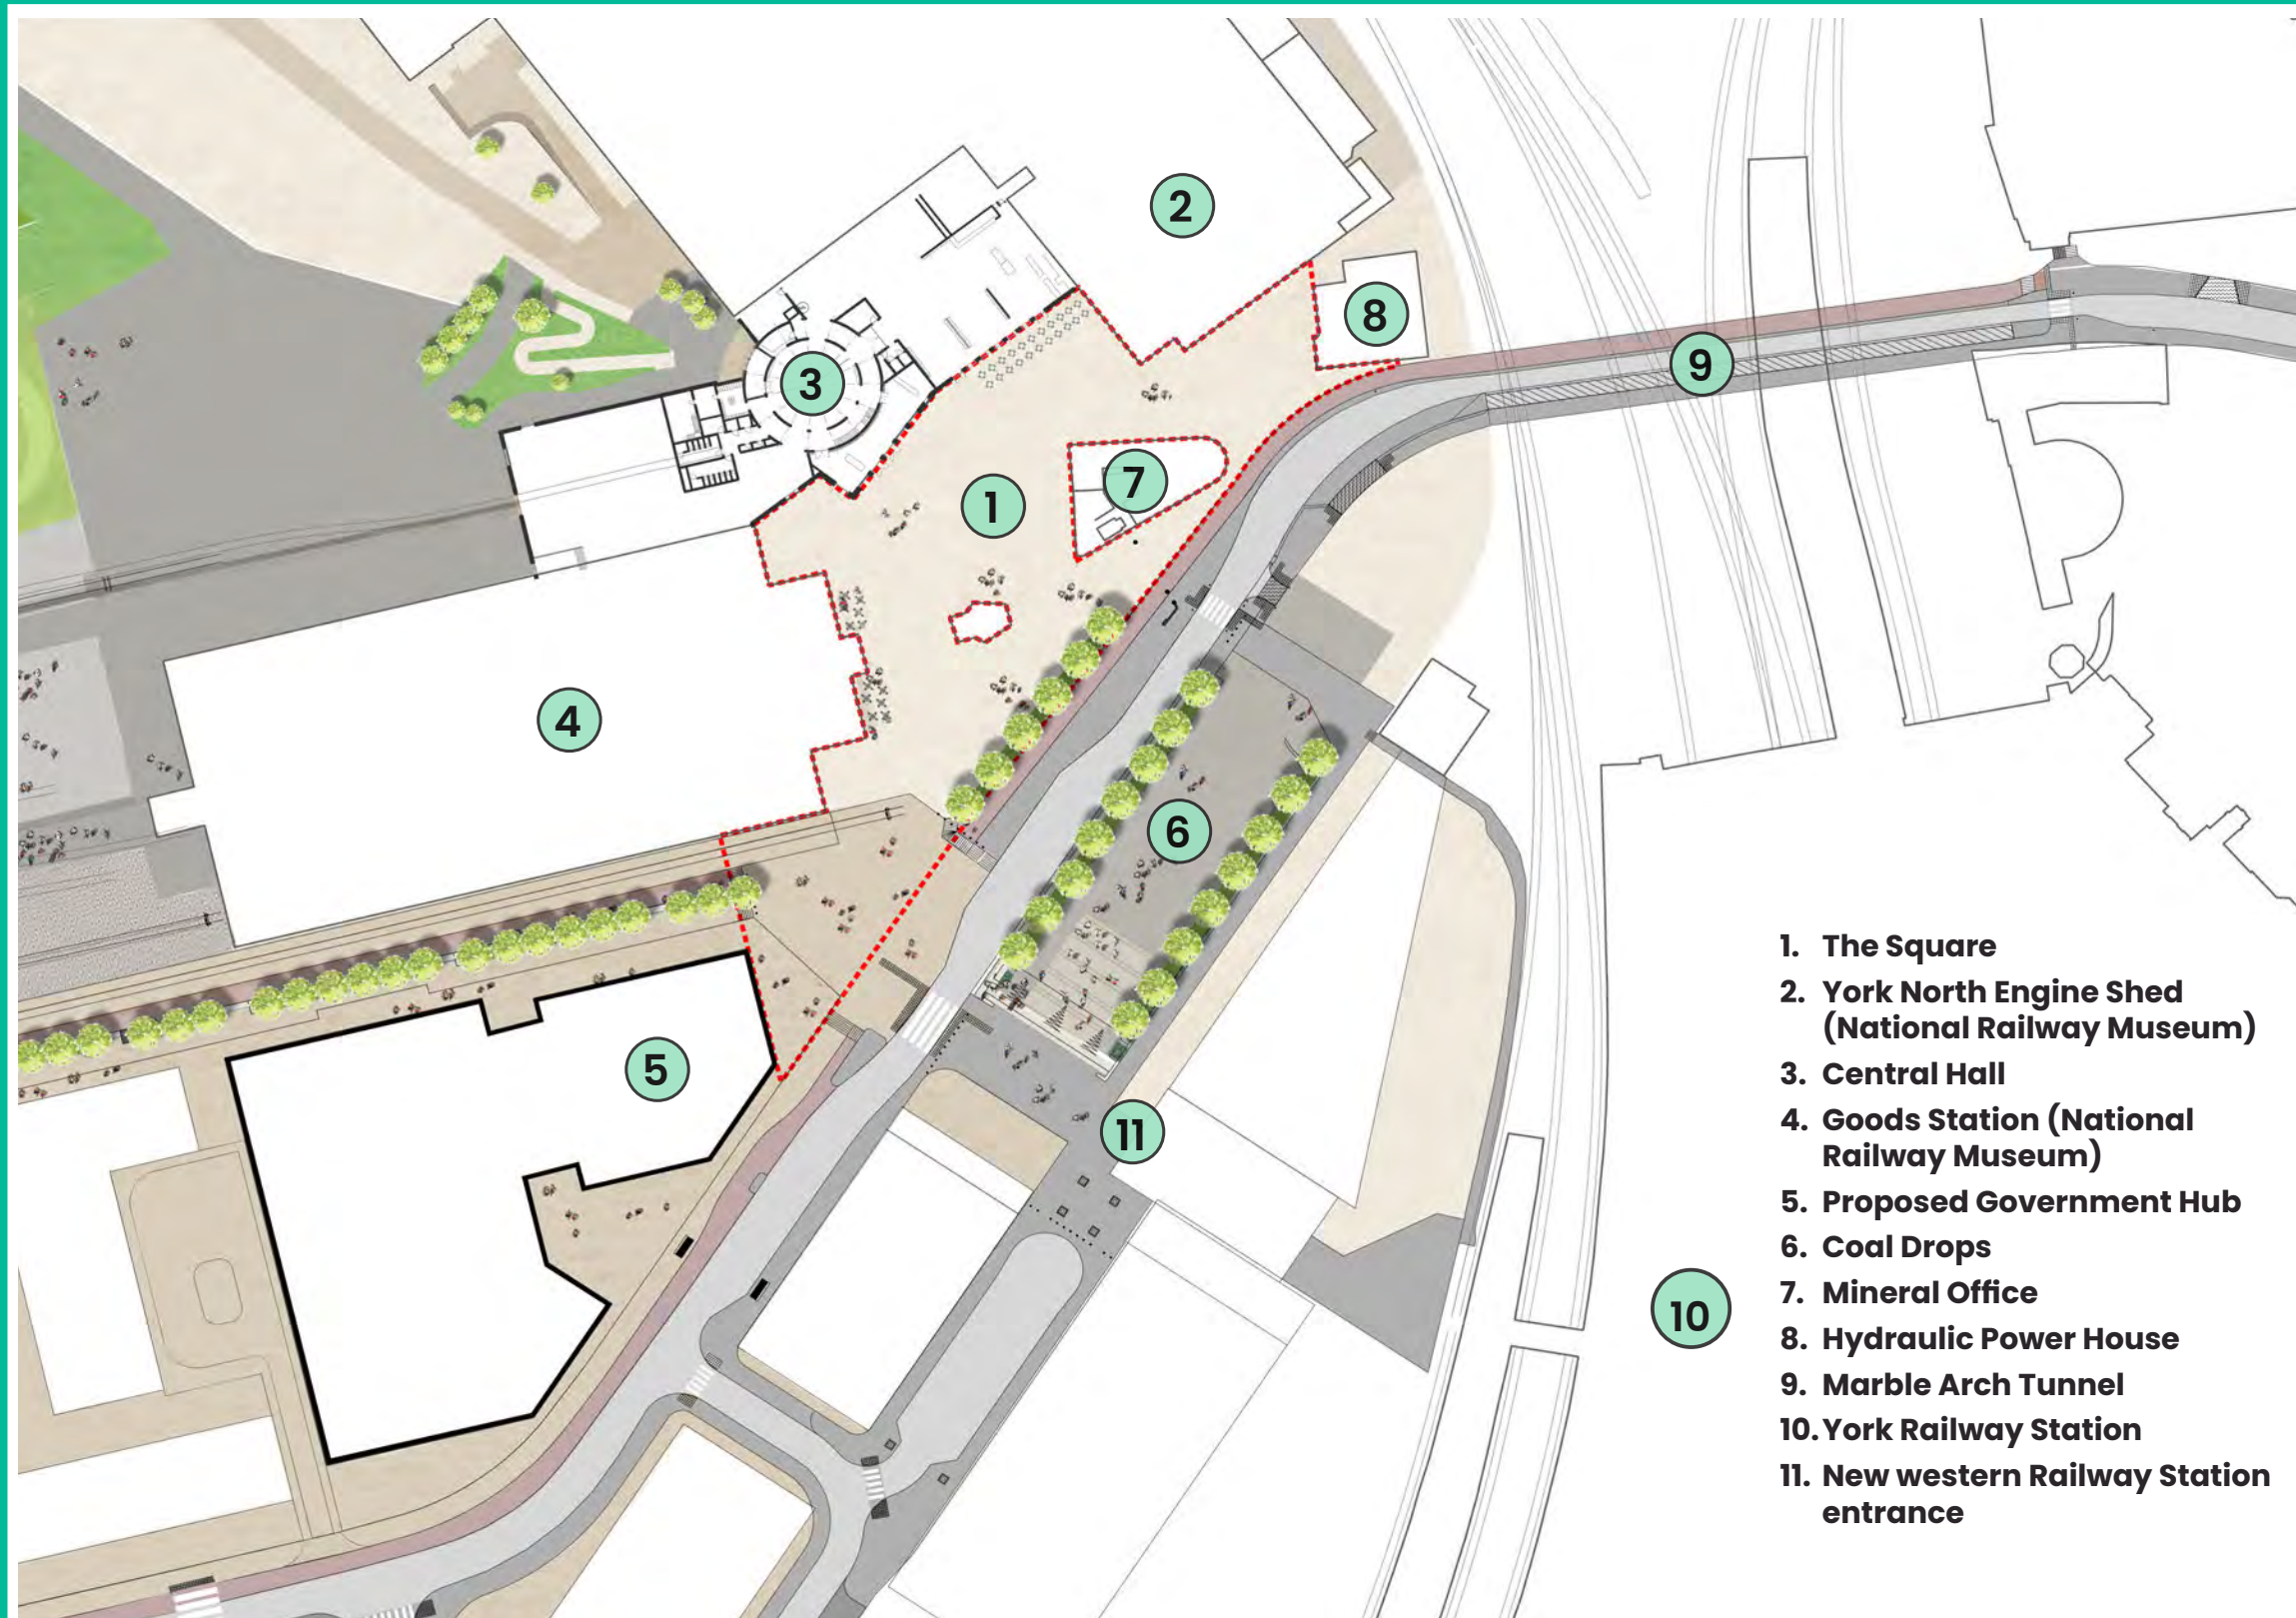 2
8
3
9
7
1
4
6
5
11
10
1. The Square
2. York North Engine Shed
(National Railway Museum)
3. Central Hall
4. Goods Station (National
Railway Museum)
5. Proposed Government Hub
6. Coal Drops
7. Mineral Office
8. Hydraulic Power House
9. Marble Arch Tunnel
10. York Railway Station
11. New western Railway Station
entrance